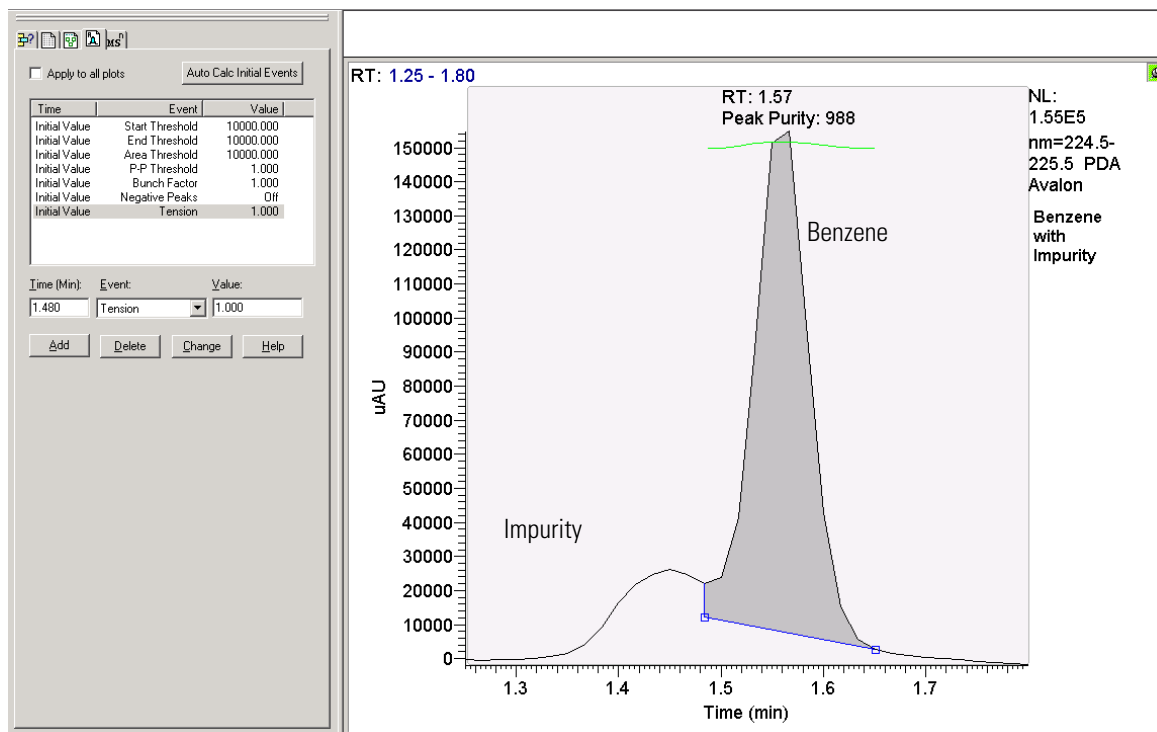 MSⁿ
Apply to all plots
Auto Calc Initial Events
Time Event Value
Initial Value Start Threshold 10000.000
Initial Value End Threshold 10000.000
Initial Value Area Threshold 10000.000
Initial Value P-P Threshold 1.000
Initial Value Bunch Factor 1.000
Initial Value Negative Peaks Off
Initial Value Tension 1.000
Time (Min): Event: Value:
1.480 Tension 1.000
Add Delete Change Help
RT: 1.25 - 1.80
RT: 1.57
Peak Purity: 988
NL:
1.55E5
nm=224.5-
225.5 PDA
Avalon
Benzene
with
Impurity
Benzene
Impurity
150000
140000
130000
120000
110000
100000
90000
80000
70000
60000
50000
40000
30000
20000
10000
0
uAU
1.3 1.4 1.5 1.6 1.7
Time (min)